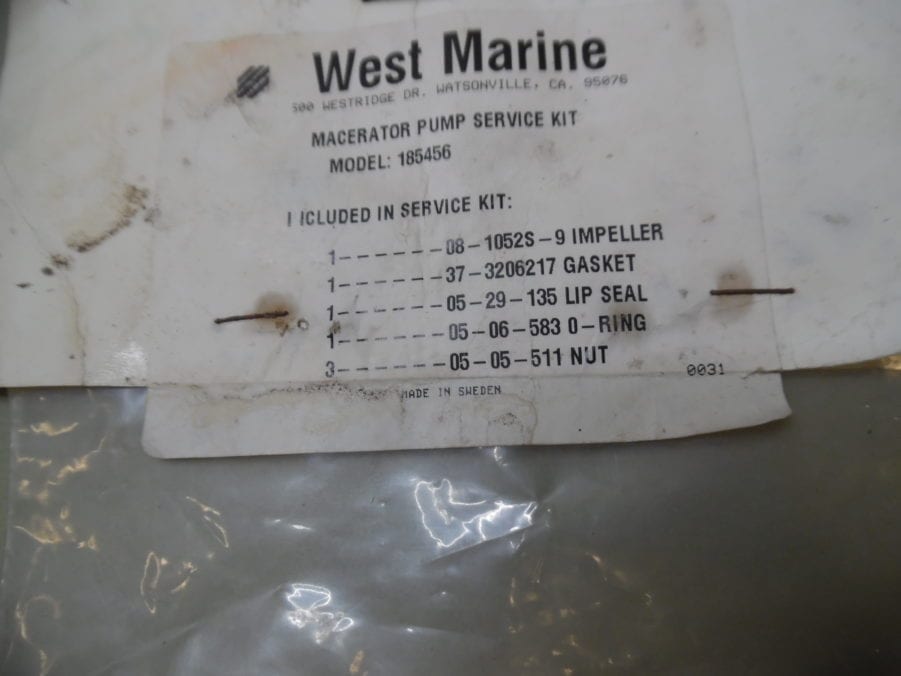 West Marine
500 WESTRIDGE DR. WATSONVILLE, CA. 95076
MACERATOR PUMP SERVICE KIT
MODEL: 185456
I ICLUDED IN SERVICE KIT:
1------08-1052S-9 IMPELLER
1------37-3206217 GASKET
1------05-29-135 LIP SEAL
1------05-06-583 O-RING
3------05-05-511 NUT
0031
MADE IN SWEDEN